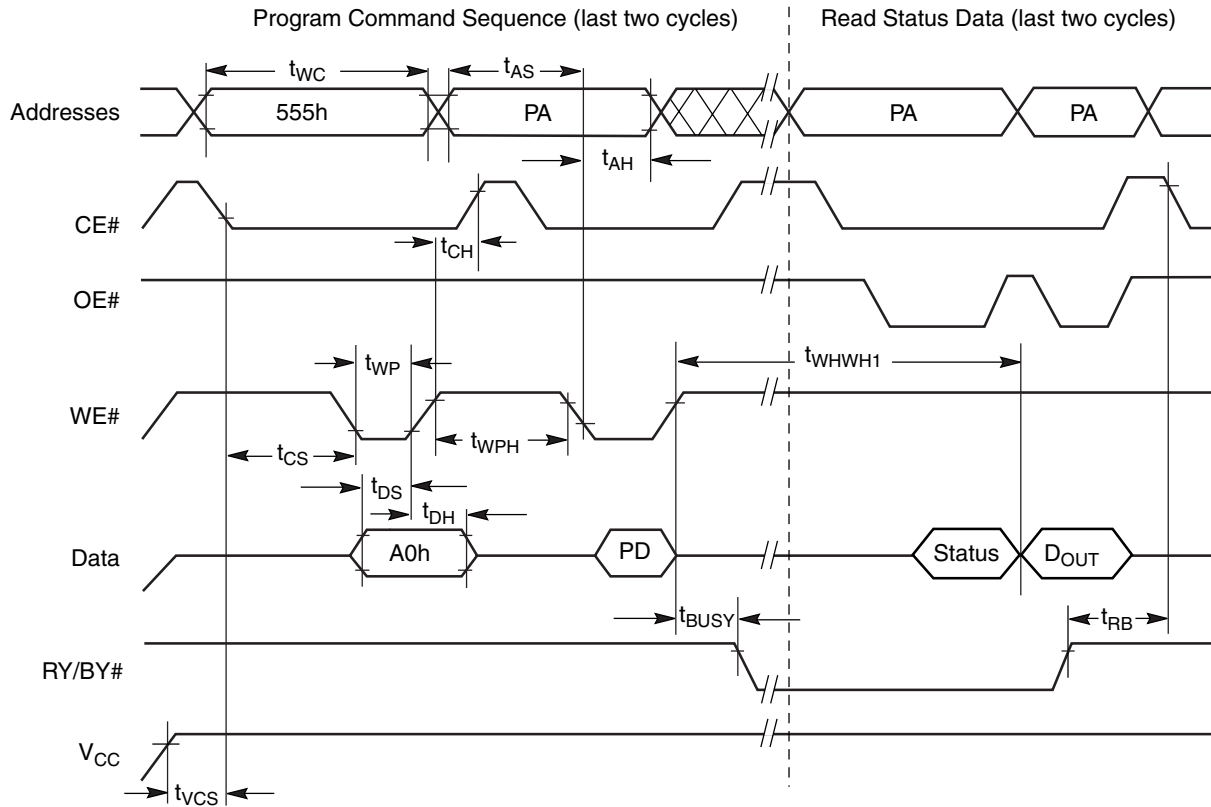 Program Command Sequence (last two cycles) Read Status Data (last two cycles)
tWC tAS
Addresses 555h PA PA PA
tAH
CE#
tCH
OE#
tWP tWHWH1
WE#
tCS tWPH
tDS
tDH
Data A0h PD Status DOUT
tBUSY tRB
RY/BY#
VCC
tVCS